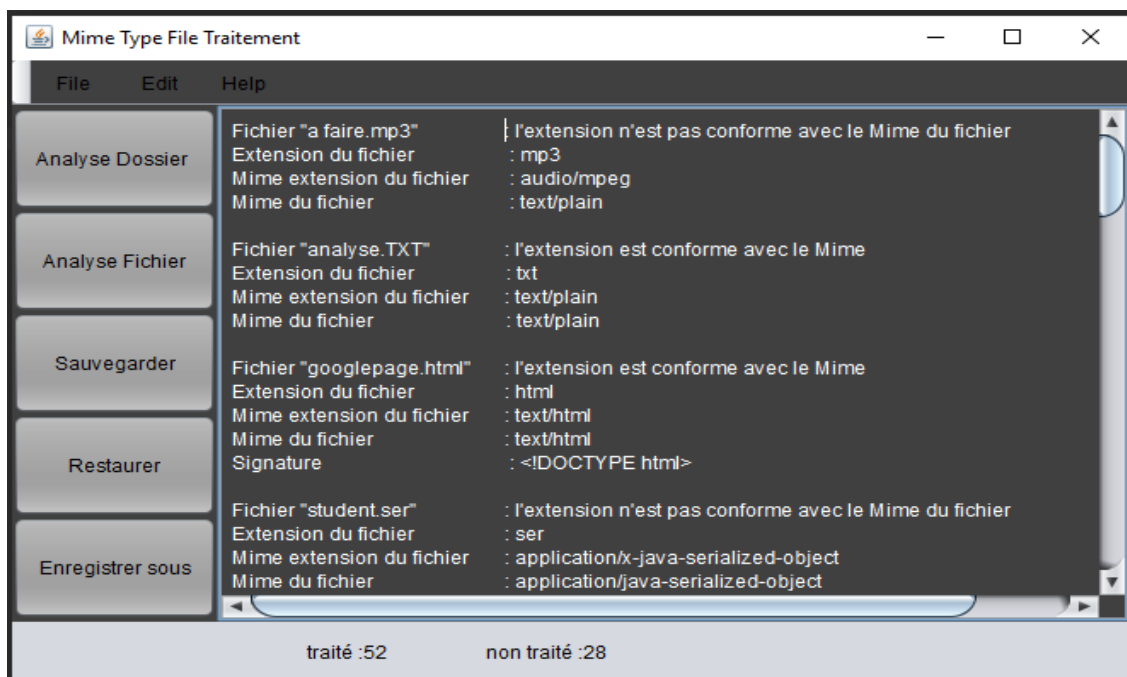 Mime Type File Traitement
File Edit Help
Analyse Dossier
Analyse Fichier
Sauvegarder
Restaurer
Enregistrer sous
Fichier "a faire.mp3" : l'extension n'est pas conforme avec le Mime du fichier
Extension du fichier : mp3
Mime extension du fichier : audio/mpeg
Mime du fichier : text/plain
Fichier "analyse.TXT" : l'extension est conforme avec le Mime
Extension du fichier : txt
Mime extension du fichier : text/plain
Mime du fichier : text/plain
Fichier "googlepage.html" : l'extension est conforme avec le Mime
Extension du fichier : html
Mime extension du fichier : text/html
Mime du fichier : text/html
Signature : <!DOCTYPE html>
Fichier "student.ser" : l'extension n'est pas conforme avec le Mime du fichier
Extension du fichier : ser
Mime extension du fichier : application/x-java-serialized-object
Mime du fichier : application/java-serialized-object
traité :52 non traité :28